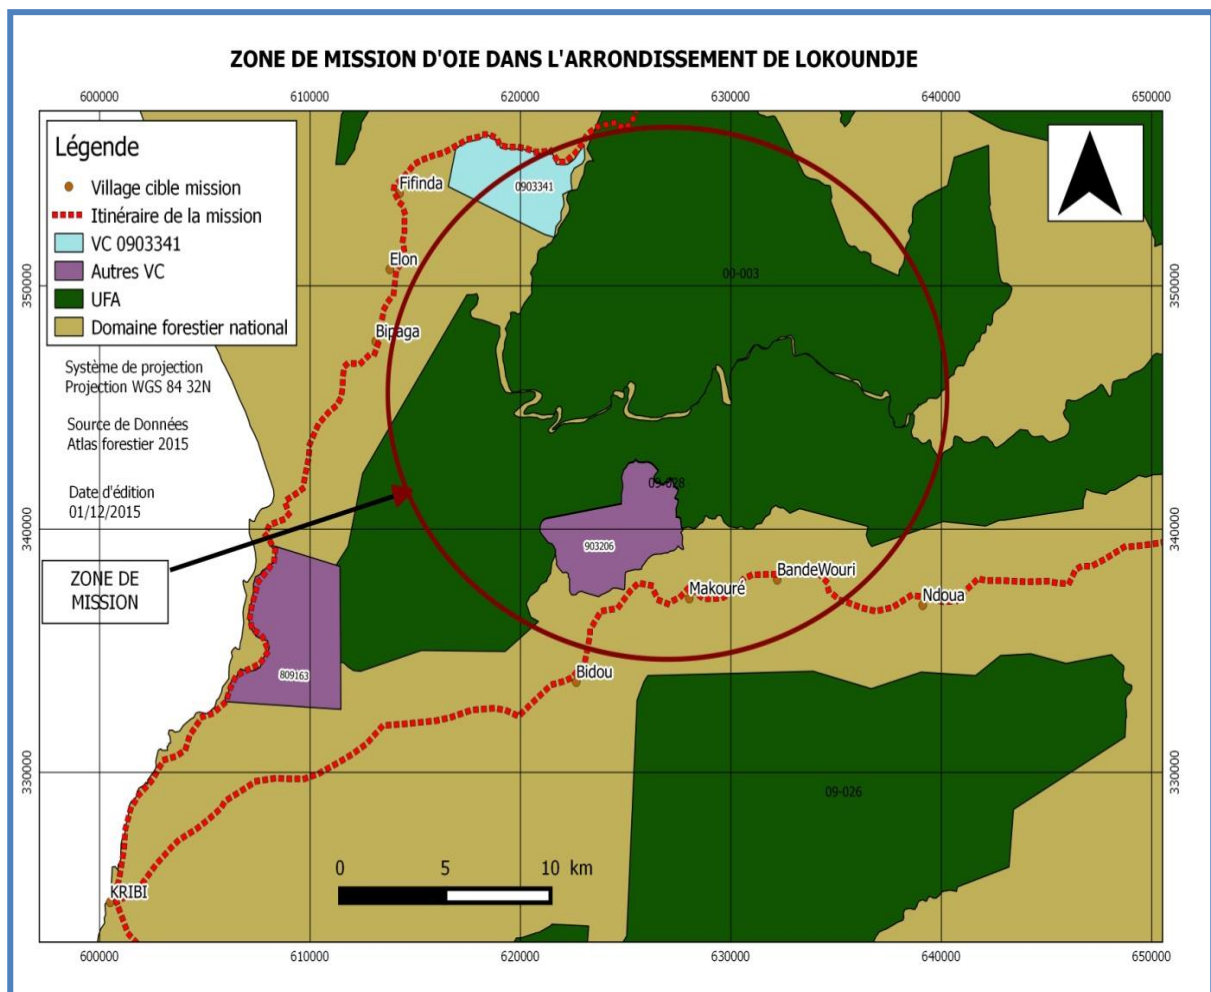 ZONE DE MISSION D'OIE DANS L'ARRONDISSEMENT DE LOKOUNDJE
600000 610000 620000 630000 640000 650000
Légende
Village cible mission
Itinéraire de la mission
VC 0903341
Autres VC
UFA
Domaine forestier national
Système de projection
Projection WGS 84 32N
Source de Données
Atlas forestier 2015
Date d'édition
01/12/2015
ZONE DE
MISSION
Fifinda
0903341
Elon
00-003
350000
350000
Bipaga
09-028
340000
340000
903206
BandeWouri
Makouré
Ndoua
809163
Bidou
330000
330000
09-026
0 5 10 km
KRIBI
600000 610000 620000 630000 640000 650000